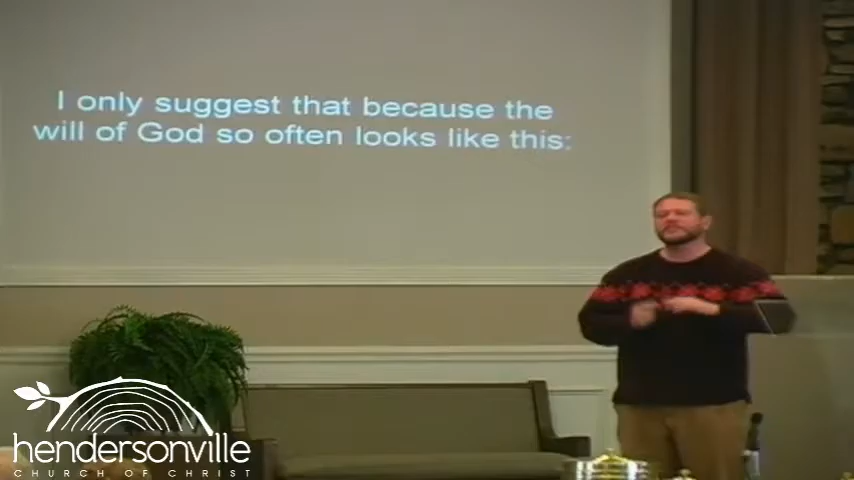 I only suggest that because the
will of God so often looks like this:
hendersonville
CHURCH OF CHRIST